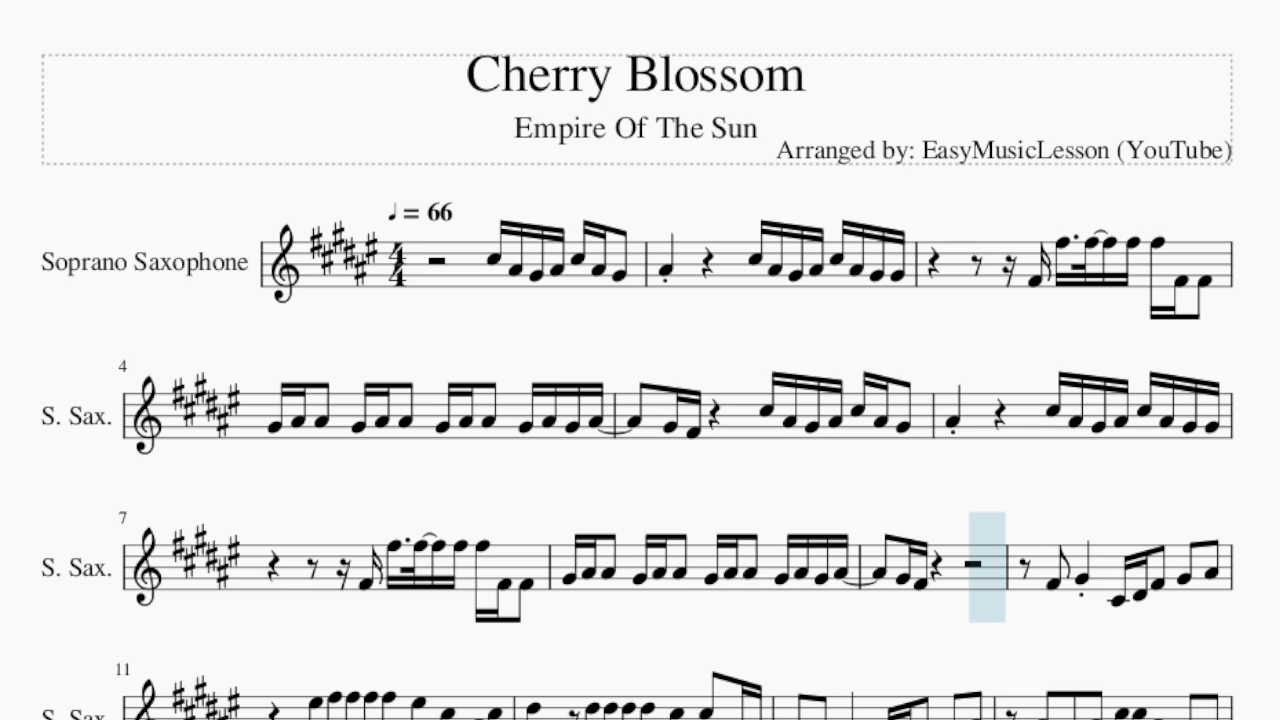 Cherry Blossom
Empire Of The Sun
Arranged by: EasyMusicLesson (YouTube)
♩ = 66
Soprano Saxophone
4
4
4
S. Sax.
7
S. Sax.
11
S. Sax.